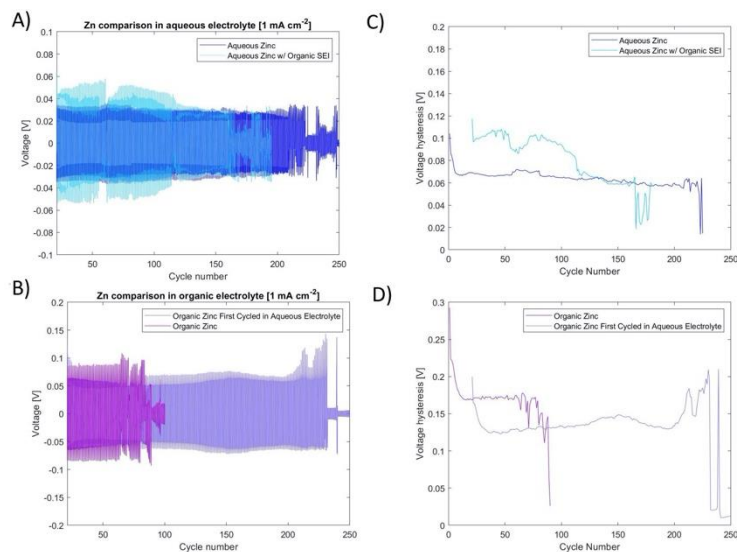 A)
Zn comparison in aqueous electrolyte [1 mA cm-2]
Aqueous Zinc
Aqueous Zinc w/ Organic SEI
0.1
0.08
0.06
0.04
0.02
0
-0.02
-0.04
-0.06
-0.08
-0.1
Voltage [V]
50
100
150
200
250
Cycle number
C)
Aqueous Zinc
Aqueous Zinc w/ Organic SEI
0.2
0.18
0.16
0.14
0.12
0.1
0.08
0.06
0.04
0.02
0
Voltage hysteresis [V]
0
50
100
150
200
250
Cycle Number
B)
Zn comparison in organic electrolyte [1 mA cm-2]
Organic Zinc First Cycled in Aqueous Electrolyte
Organic Zinc
0.2
0.15
0.1
0.05
0
-0.05
-0.1
-0.15
-0.2
Voltage [V]
50
100
150
200
250
Cycle number
D)
Organic Zinc
Organic Zinc First Cycled in Aqueous Electrolyte
0.3
0.25
0.2
0.15
0.1
0.05
0
Voltage hysteresis [V]
0
50
100
150
200
250
Cycle Number